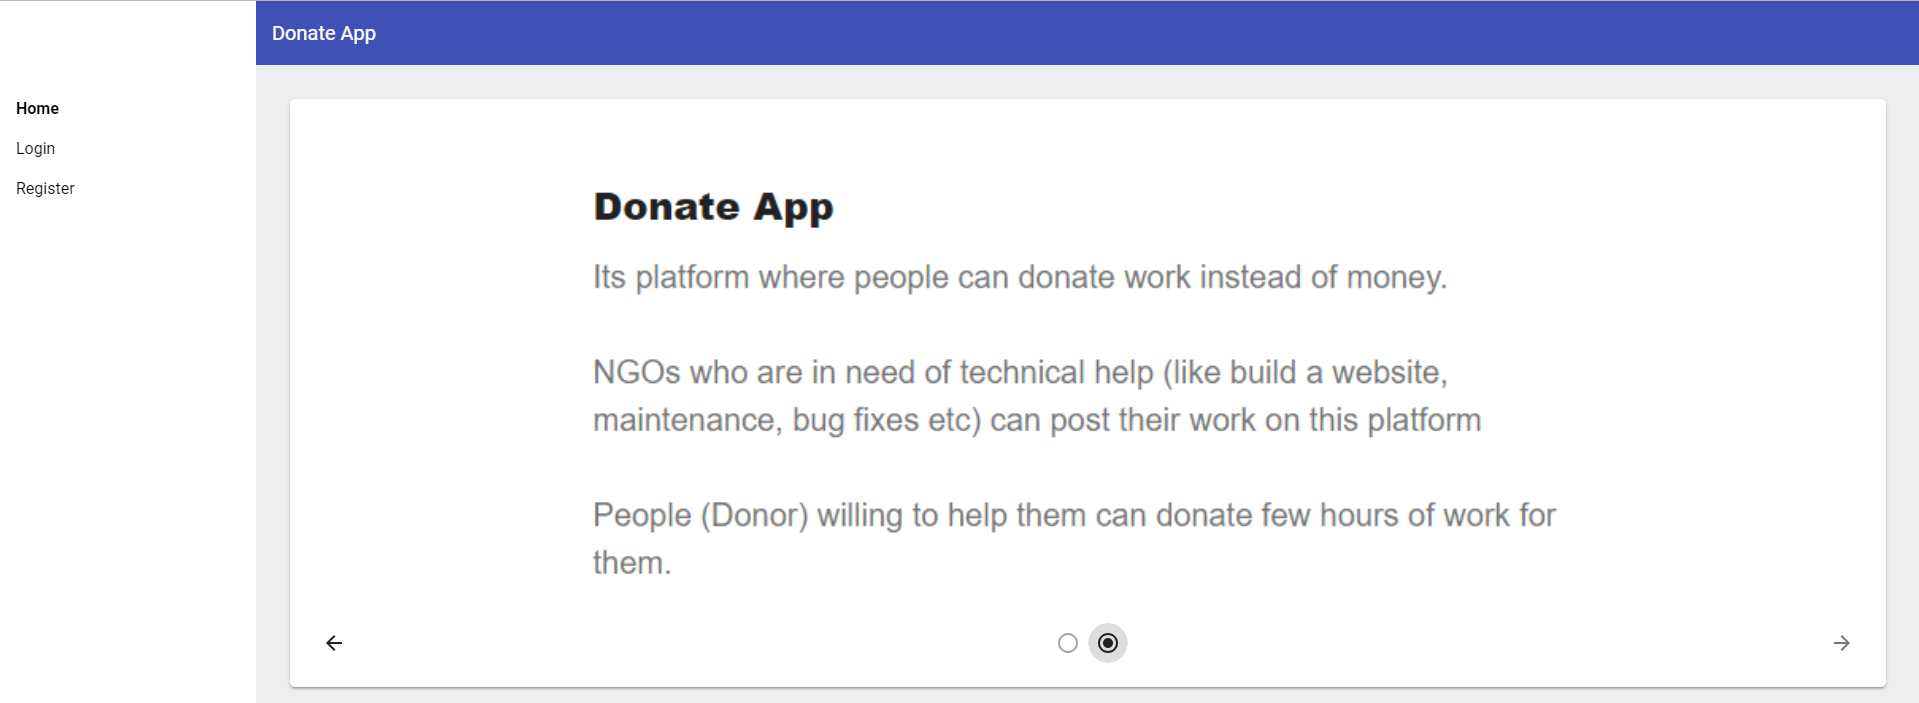 Donate App
Home
Login
Register
Donate App
Its platform where people can donate work instead of money.
NGOs who are in need of technical help (like build a website,
maintenance, bug fixes etc) can post their work on this platform
People (Donor) willing to help them can donate few hours of work for
them.